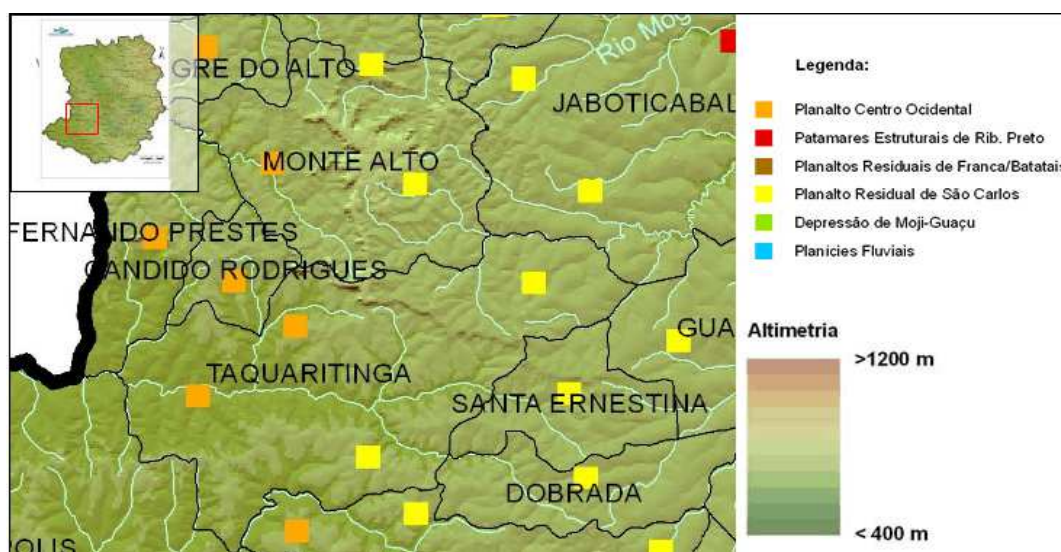 GRE DO ALTO
Rio Mog
JABOTICABAL
MONTE ALTO
FERNANDO PRESTES
CANDIDO RODRIGUES
GUA
TAQUARITINGA
SANTA ERNESTINA
DOBRADA
OLIS
Legenda:
Planalto Centro Ocidental
Patamares Estruturais de Rib. Preto
Planaltos Residuais de Franca/Batatais
Planalto Residual de São Carlos
Depressão de Moji-Guaçu
Planicies Fluviais
Altimetria
>1200 m
< 400 m